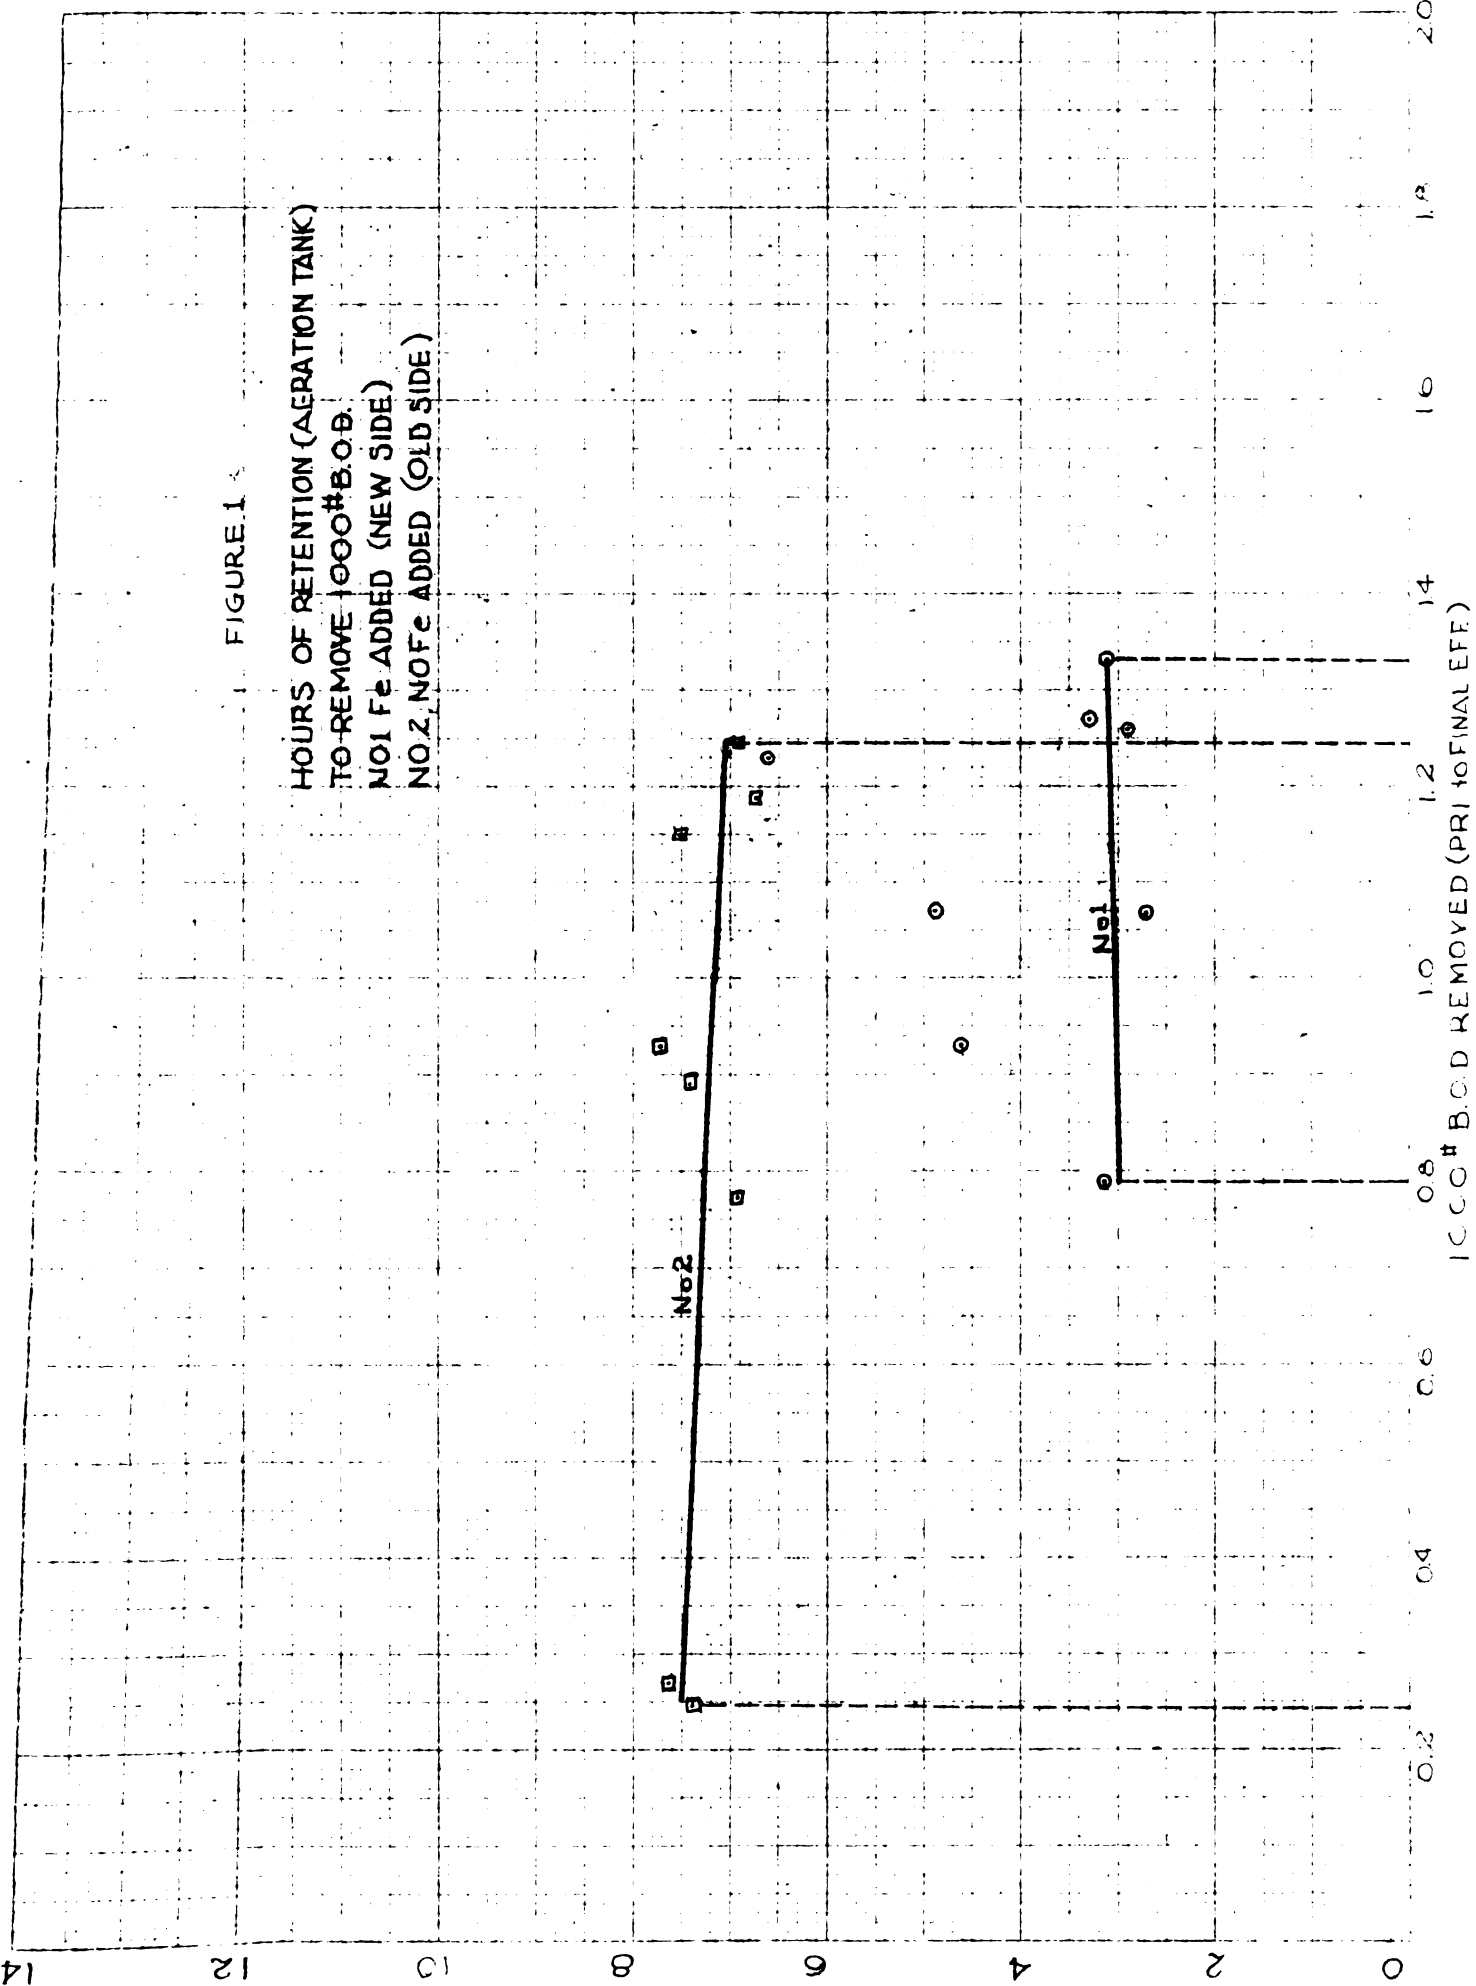 FIGURE.1
HOURS OF RETENTION (AERATION TANK)
TO REMOVE 1000# B.O.D.
NO1 Fe ADDED (NEW SIDE)
NO.2, NO Fe ADDED (OLD SIDE)
14
12
10
8
6
4
2
0
No2
No1
0.2
0.4
0.6
0.8
1.0
1.2
1.4
1.6
1.8
2.0
1000# B.O.D REMOVED (PRI to FINAL EFF.)